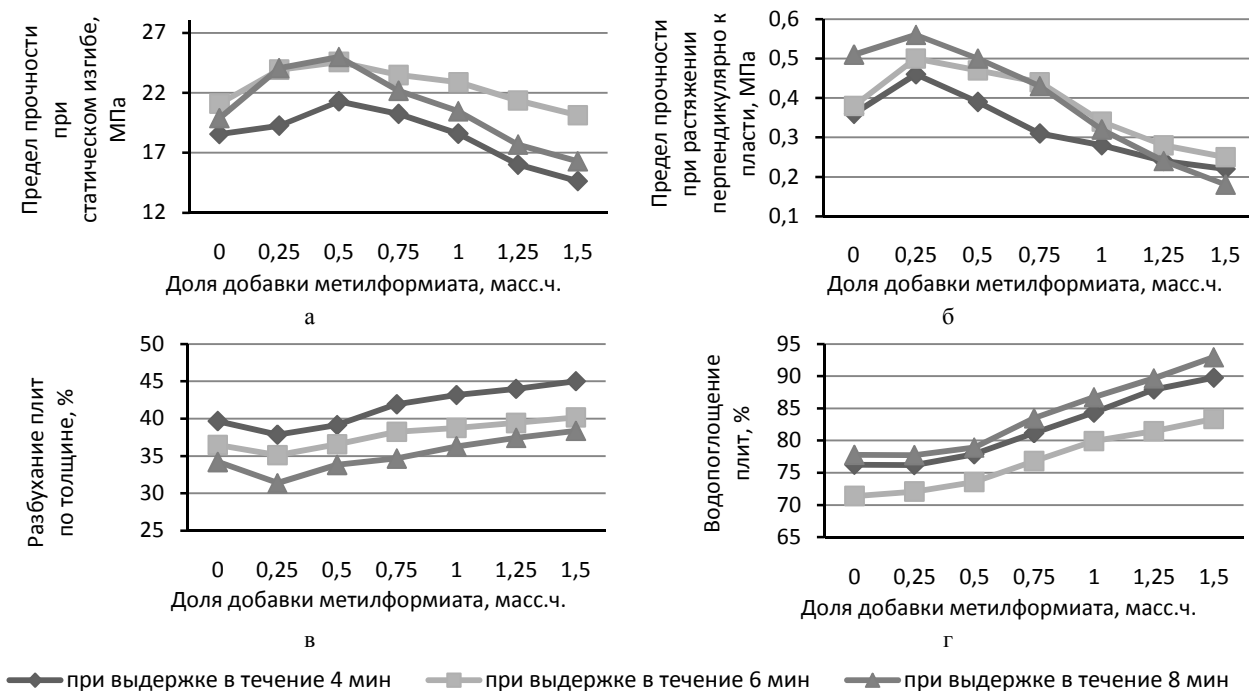 Предел прочности
при
статическом изгибе,
МПа
27
22
17
12
0 0,25 0,5 0,75 1 1,25 1,5
Доля добавки метилформиата, масс.ч.
а
Предел прочности
при растяжении
перпендикулярно к
пласти, МПа
0,6
0,5
0,4
0,3
0,2
0,1
0 0,25 0,5 0,75 1 1,25 1,5
Доля добавки метилформиата, масс.ч.
б
Разбухание плит
по толщине, %
50
45
40
35
30
25
0 0,25 0,5 0,75 1 1,25 1,5
Доля добавки метилформиата, масс.ч.
в
Водопоглощение
плит, %
95
90
85
80
75
70
65
0 0,25 0,5 0,75 1 1,25 1,5
Доля добавки метилформиата, масс.ч.
г
при выдержке в течение 4 мин при выдержке в течение 6 мин при выдержке в течение 8 мин